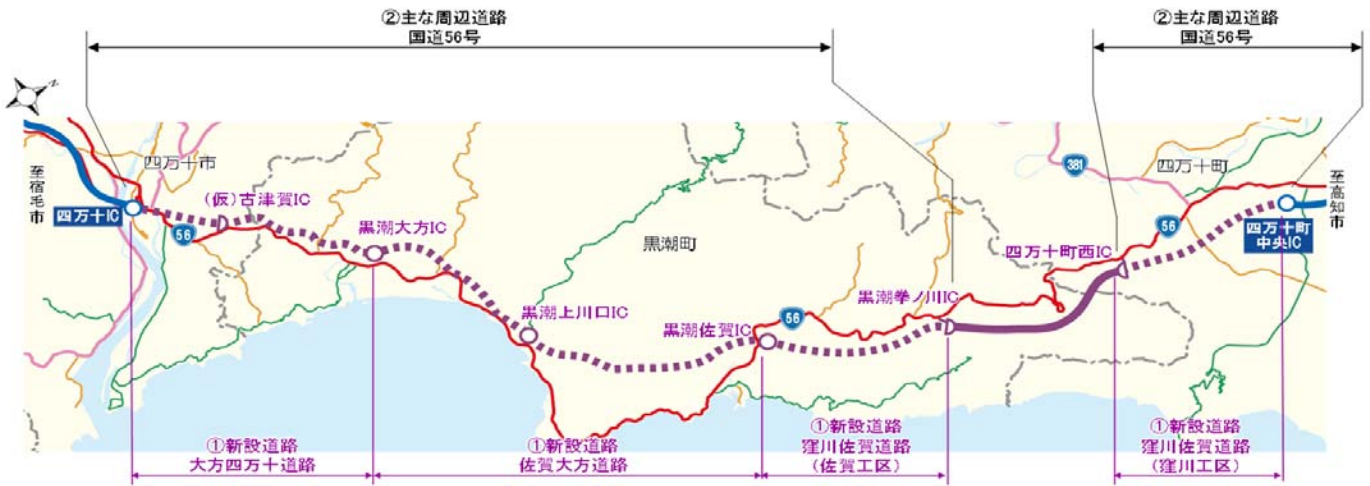 ②主な周辺道路
国道56号
②主な周辺道路
国道56号
N
至宿毛市
四万十市
四万十IC
(仮)古津賀IC
56
黒潮大方IC
黒潮町
黒潮上川口IC
黒潮佐賀IC
56
黒潮拳ノ川IC
四万十町西IC
56
381
四万十町
四万十町
中央IC
至高知市
①新設道路
大方四万十道路
①新設道路
佐賀大方道路
①新設道路
窪川佐賀道路
(佐賀工区)
①新設道路
窪川佐賀道路
(窪川工区)